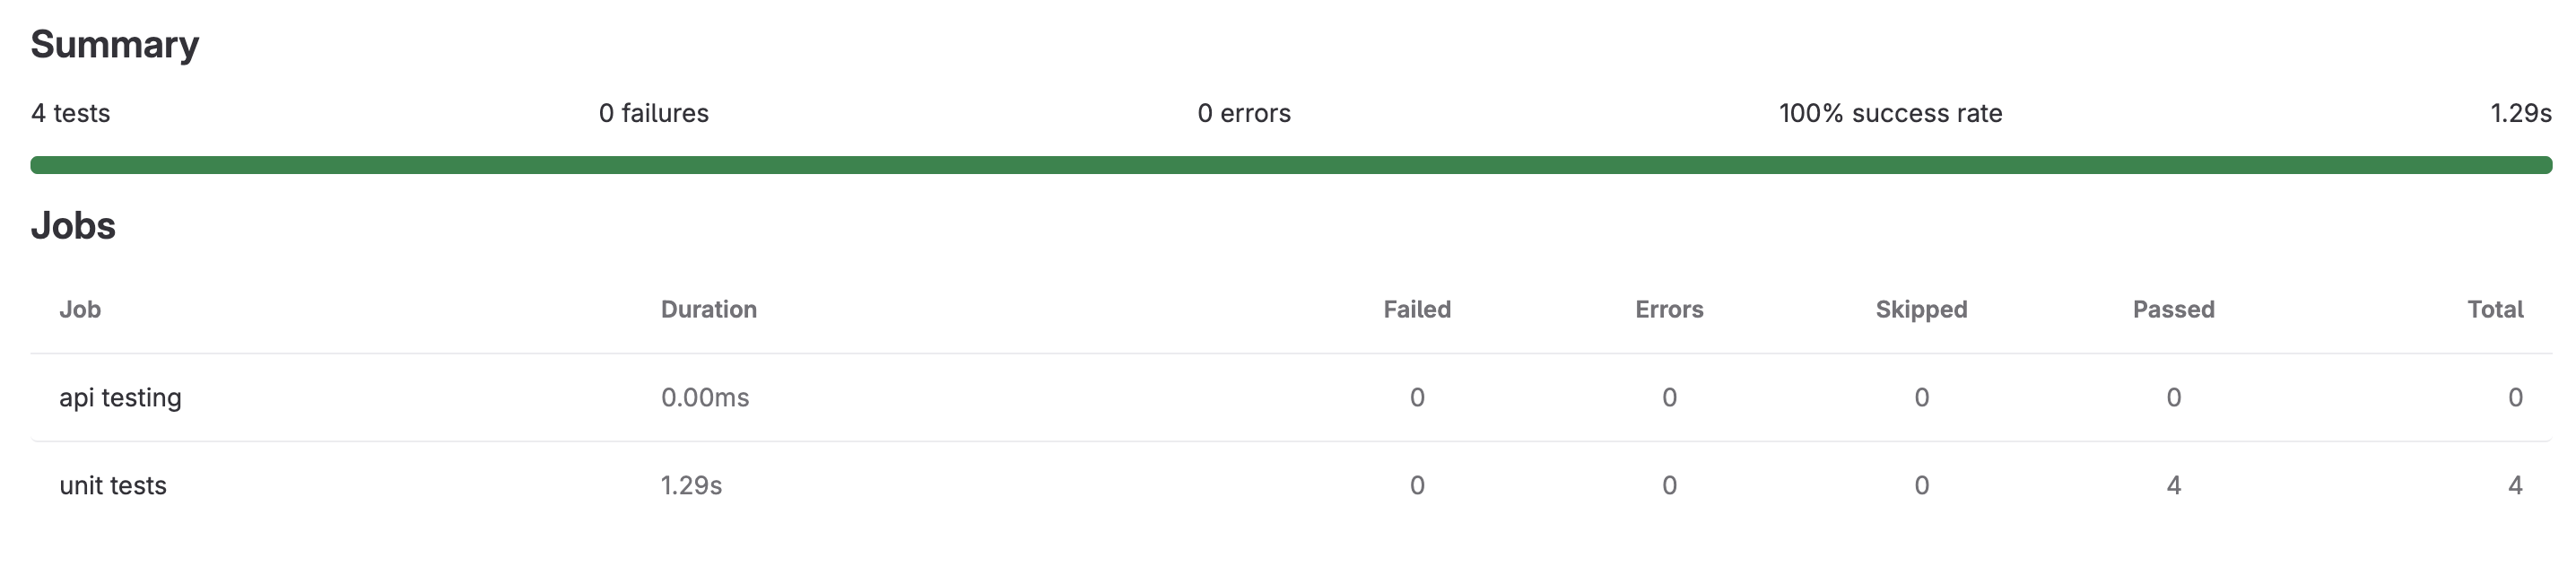 Summary
4 tests 0 failures 0 errors 100% success rate 1.29s
Jobs
Job Duration Failed Errors Skipped Passed Total
api testing 0.00ms 0 0 0 0 0
unit tests 1.29s 0 0 0 4 4